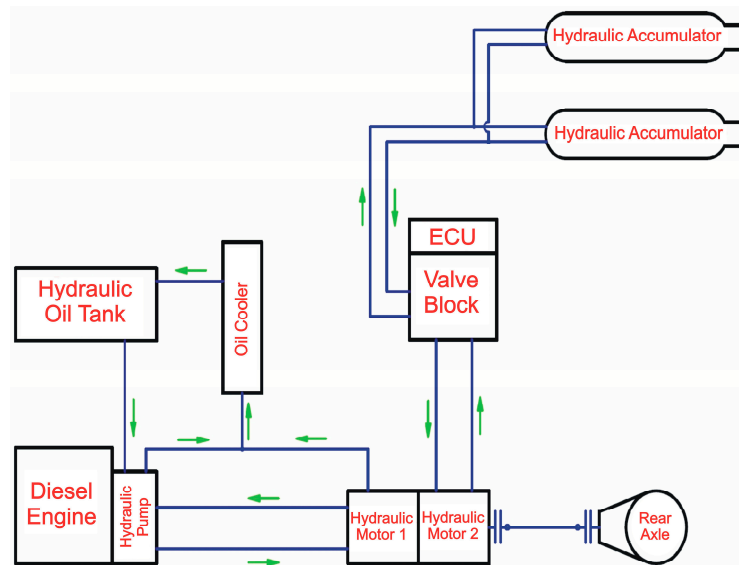 Hydraulic Accumulator
Hydraulic Accumulator
ECU
Valve
Block
Hydraulic
Oil Tank
Oil Cooler
Diesel
Engine
Hydraulic
Pump
Hydraulic
Motor 1
Hydraulic
Motor 2
Rear
Axle